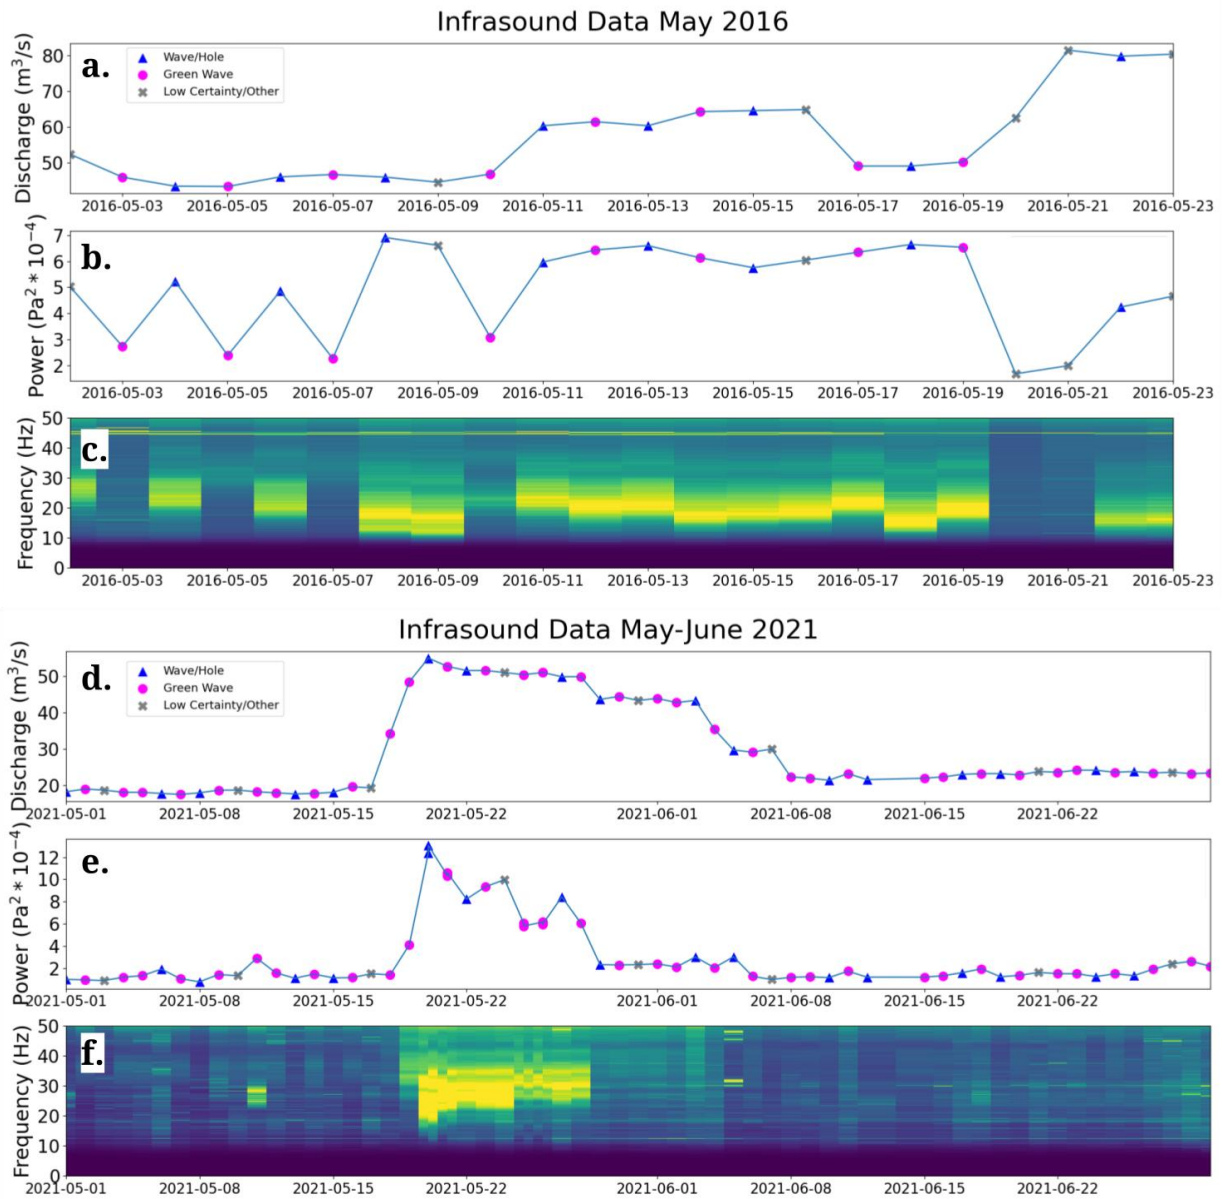 Infrasound Data May 2016
a.
Discharge (m³/s)
80
70
60
50
Wave/Hole
Green Wave
Low Certainty/Other
2016-05-03 2016-05-05 2016-05-07 2016-05-09 2016-05-11 2016-05-13 2016-05-15 2016-05-17 2016-05-19 2016-05-21 2016-05-23
b.
Power (Pa² * 10⁻⁴)
7
6
5
4
3
2
2016-05-03 2016-05-05 2016-05-07 2016-05-09 2016-05-11 2016-05-13 2016-05-15 2016-05-17 2016-05-19 2016-05-21 2016-05-23
c.
Frequency (Hz)
50
40
30
20
10
0
2016-05-03 2016-05-05 2016-05-07 2016-05-09 2016-05-11 2016-05-13 2016-05-15 2016-05-17 2016-05-19 2016-05-21 2016-05-23
Infrasound Data May-June 2021
d.
Discharge (m³/s)
50
40
30
20
Wave/Hole
Green Wave
Low Certainty/Other
2021-05-01 2021-05-08 2021-05-15 2021-05-22 2021-06-01 2021-06-08 2021-06-15 2021-06-22
e.
Power (Pa² * 10⁻⁴)
12
10
8
6
4
2
2021-05-01 2021-05-08 2021-05-15 2021-05-22 2021-06-01 2021-06-08 2021-06-15 2021-06-22
f.
Frequency (Hz)
50
40
30
20
10
0
2021-05-01 2021-05-08 2021-05-15 2021-05-22 2021-06-01 2021-06-08 2021-06-15 2021-06-22